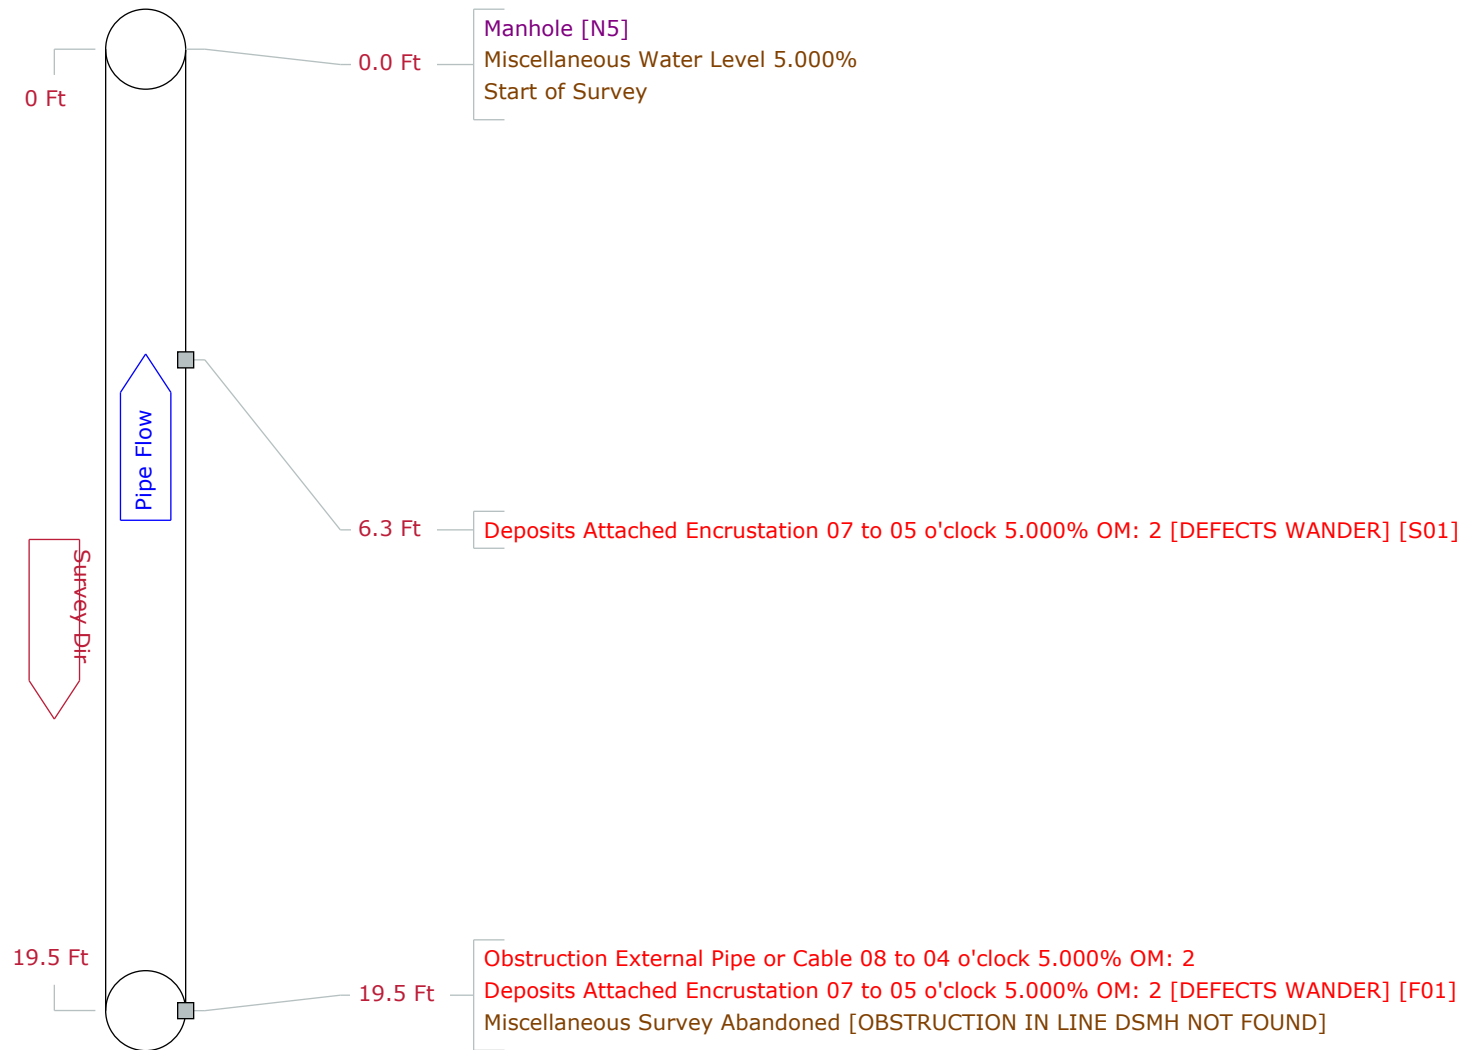 Manhole [N5]
0.0 Ft
Miscellaneous Water Level 5.000%
Start of Survey
0 Ft
Pipe Flow
Survey Dir
6.3 Ft
Deposits Attached Encrustation 07 to 05 o'clock 5.000% OM: 2 [DEFECTS WANDER] [S01]
19.5 Ft
19.5 Ft
Obstruction External Pipe or Cable 08 to 04 o'clock 5.000% OM: 2
Deposits Attached Encrustation 07 to 05 o'clock 5.000% OM: 2 [DEFECTS WANDER] [F01]
Miscellaneous Survey Abandoned [OBSTRUCTION IN LINE DSMH NOT FOUND]